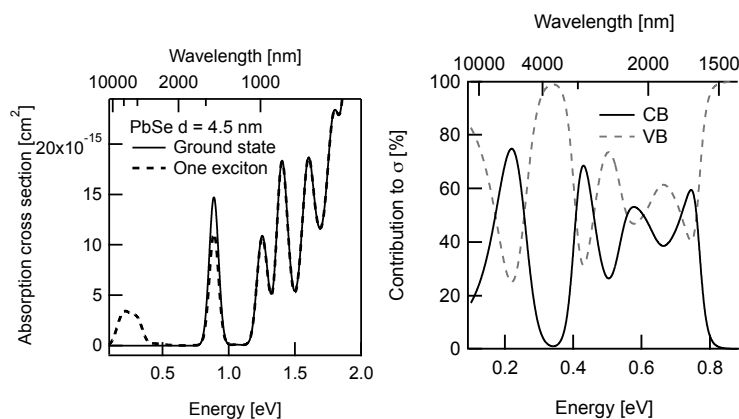 Wavelength [nm]
10000 2000 1000
Absorption cross section [cm²]
20x10⁻¹⁵
15
10
5
0
PbSe d = 4.5 nm
Ground state
One exciton
0.5 1.0 1.5 2.0
Energy [eV]
Wavelength [nm]
10000 4000 2000 1500
Contribution to σ [%]
100
80
60
40
20
0
CB
VB
0.2 0.4 0.6 0.8
Energy [eV]